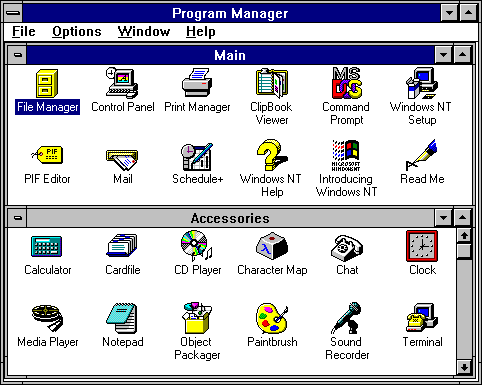 Program Manager
File Options Window Help
Main
File Manager Control Panel Print Manager ClipBook Viewer Command Prompt Windows NT Setup
PIF Editor Mail Schedule+ Windows NT Help Introducing Windows NT Read Me
Accessories
Calculator Cardfile CD Player Character Map Chat Clock
Media Player Notepad Object Packager Paintbrush Sound Recorder Terminal